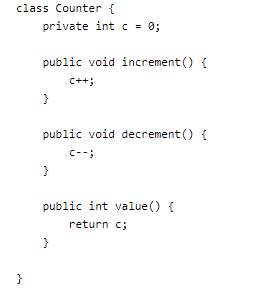 class Counter {
    private int c = 0;

    public void increment() {
        c++;
    }

    public void decrement() {
        c--;
    }

    public int value() {
        return c;
    }

}